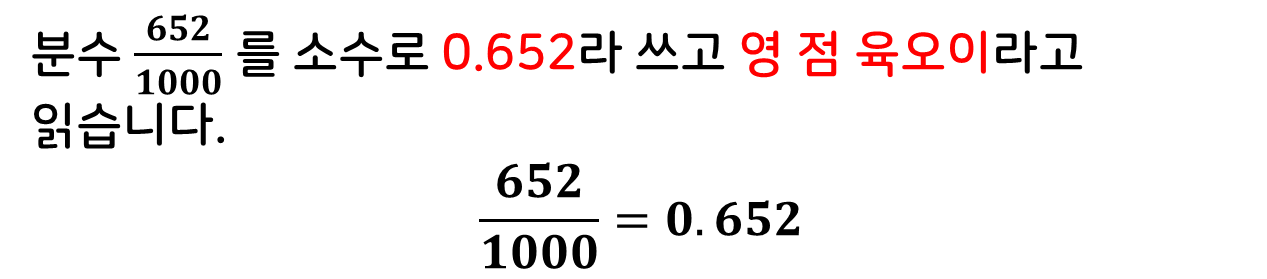 분수 652/1000 를 소수로 0.652라 쓰고 영 점 육오이라고
읽습니다.
652/1000 = 0.652